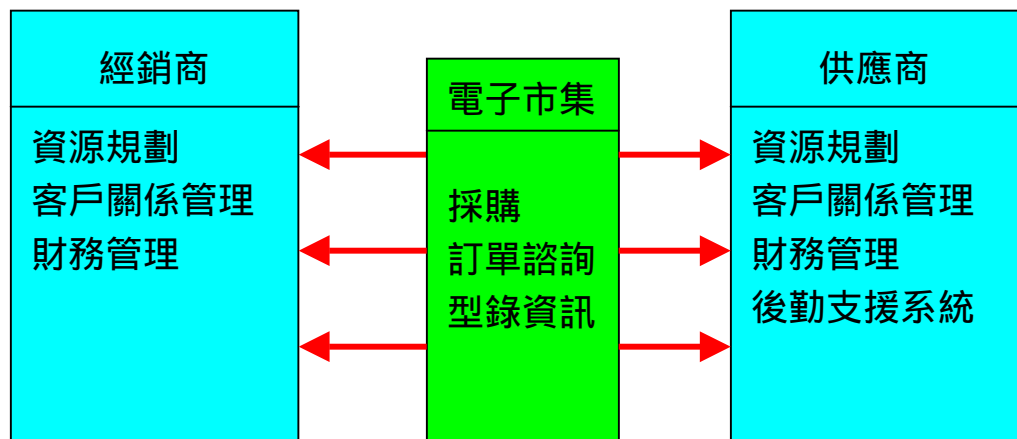 經銷商
資源規劃
客戶關係管理
財務管理
電子市集
採購
訂單諮詢
型錄資訊
供應商
資源規劃
客戶關係管理
財務管理
後勤支援系統